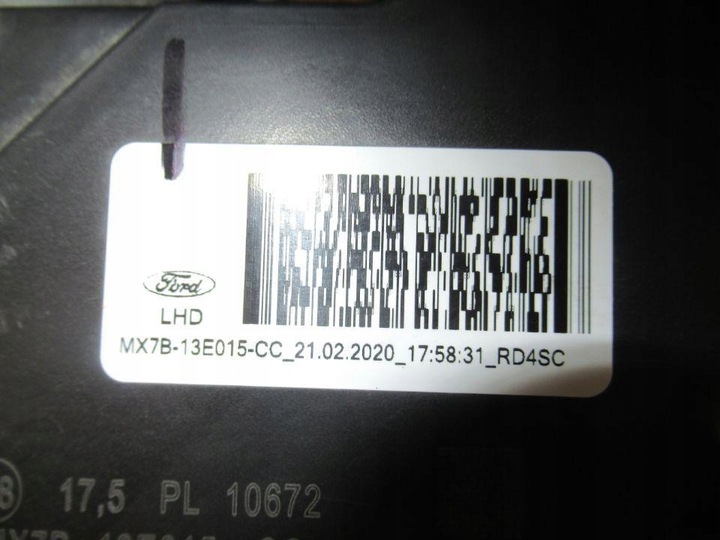 Ford
LHD
MX7B-13E015-CC_21.02.2020_17:58:31_RD4SC
17,5 PL 10672